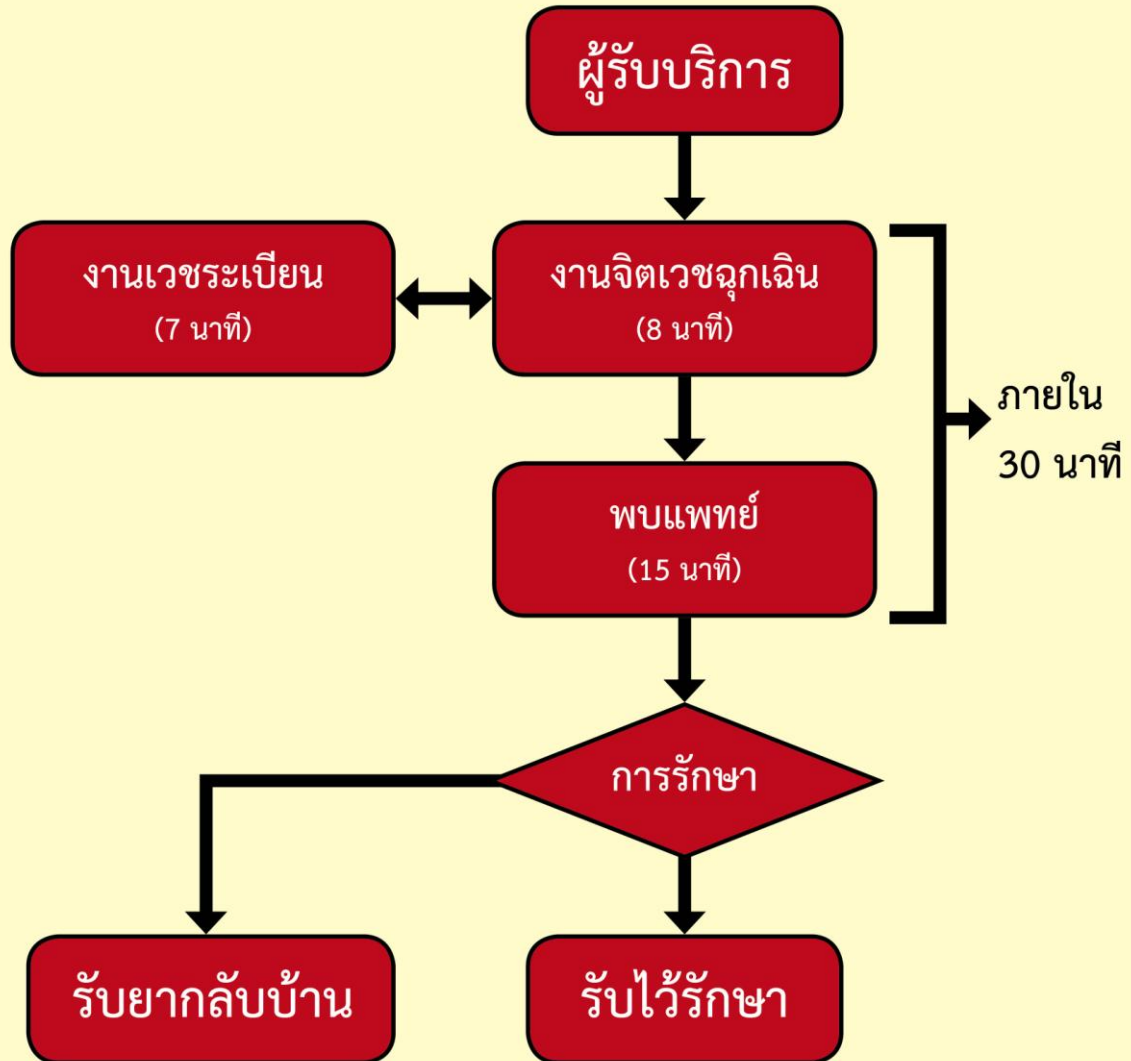 ผู้รับบริการ
งานเวชระเบียน
(7 นาที)
งานจิตเวชฉุกเฉิน
(8 นาที)
ภายใน
30 นาที
พบแพทย์
(15 นาที)
การรักษา
รับยากลับบ้าน
รับไว้รักษา